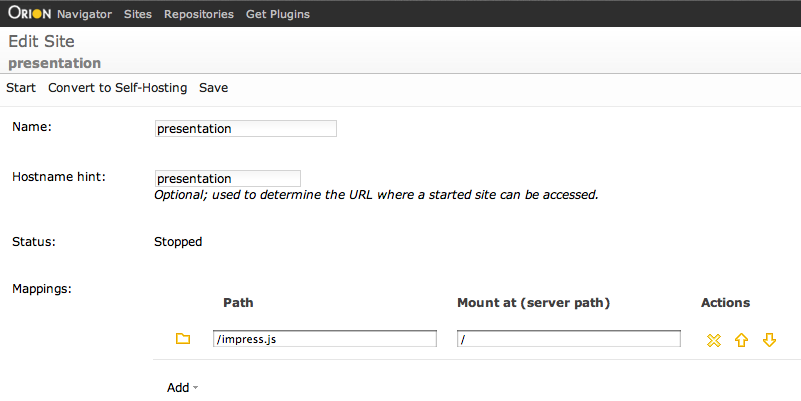 ORION Navigator Sites Repositories Get Plugins
Edit Site
presentation
Start Convert to Self-Hosting Save
Name: presentation
Hostname hint: presentation
Optional; used to determine the URL where a started site can be accessed.
Status: Stopped
Mappings:
Path Mount at (server path) Actions
/impress.js /
Add